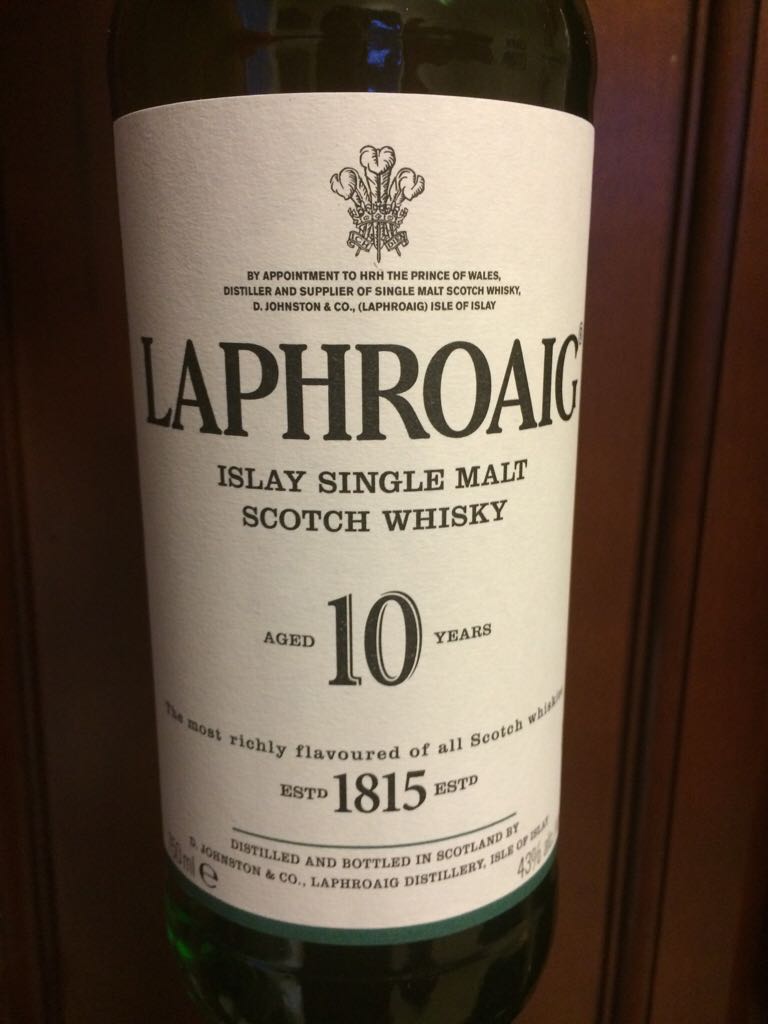 BY APPOINTMENT TO HRH THE PRINCE OF WALES,
DISTILLER AND SUPPLIER OF SINGLE MALT SCOTCH WHISKY,
D. JOHNSTON & CO., (LAPHROAIG) ISLE OF ISLAY
LAPHROAIG®
ISLAY SINGLE MALT
SCOTCH WHISKY
AGED 10 YEARS
The most richly flavoured of all Scotch whiskies
ESTD 1815 ESTD
DISTILLED AND BOTTLED IN SCOTLAND BY
D. JOHNSTON & CO., LAPHROAIG DISTILLERY, ISLE OF ISLAY
ml e
43%